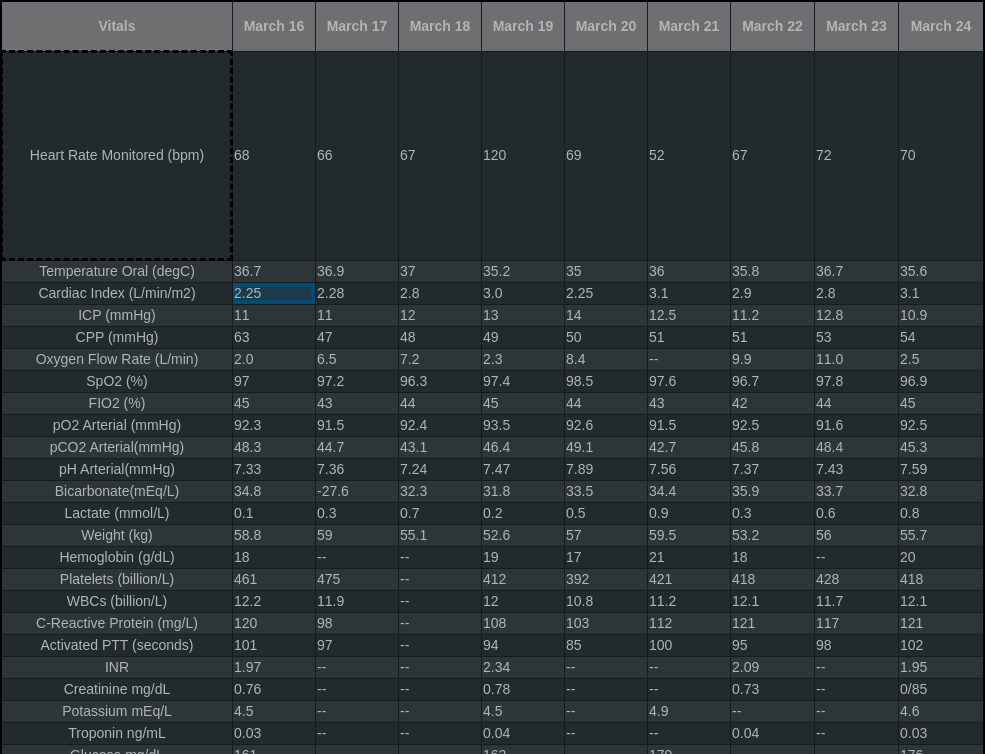 Vitals March 16 March 17 March 18 March 19 March 20 March 21 March 22 March 23 March 24
Heart Rate Monitored (bpm) 68 66 67 120 69 52 67 72 70
Temperature Oral (degC) 36.7 36.9 37 35.2 35 36 35.8 36.7 35.6
Cardiac Index (L/min/m2) 2.25 2.28 2.8 3.0 2.25 3.1 2.9 2.8 3.1
ICP (mmHg) 11 11 12 13 14 12.5 11.2 12.8 10.9
CPP (mmHg) 63 47 48 49 50 51 51 53 54
Oxygen Flow Rate (L/min) 2.0 6.5 7.2 2.3 8.4 -- 9.9 11.0 2.5
SpO2 (%) 97 97.2 96.3 97.4 98.5 97.6 96.7 97.8 96.9
FIO2 (%) 45 43 44 45 44 43 42 44 45
pO2 Arterial (mmHg) 92.3 91.5 92.4 93.5 92.6 91.5 92.5 91.6 92.5
pCO2 Arterial(mmHg) 48.3 44.7 43.1 46.4 49.1 42.7 45.8 48.4 45.3
pH Arterial(mmHg) 7.33 7.36 7.24 7.47 7.89 7.56 7.37 7.43 7.59
Bicarbonate(mEq/L) 34.8 -27.6 32.3 31.8 33.5 34.4 35.9 33.7 32.8
Lactate (mmol/L) 0.1 0.3 0.7 0.2 0.5 0.9 0.3 0.6 0.8
Weight (kg) 58.8 59 55.1 52.6 57 59.5 53.2 56 55.7
Hemoglobin (g/dL) 18 -- -- 19 17 21 18 -- 20
Platelets (billion/L) 461 475 -- 412 392 421 418 428 418
WBCs (billion/L) 12.2 11.9 -- 12 10.8 11.2 12.1 11.7 12.1
C-Reactive Protein (mg/L) 120 98 -- 108 103 112 121 117 121
Activated PTT (seconds) 101 97 -- 94 85 100 95 98 102
INR 1.97 -- -- 2.34 -- -- 2.09 -- 1.95
Creatinine mg/dL 0.76 -- -- 0.78 -- -- 0.73 -- 0/85
Potassium mEq/L 4.5 -- -- 4.5 -- 4.9 -- -- 4.6
Troponin ng/mL 0.03 -- -- 0.04 -- -- 0.04 -- 0.03